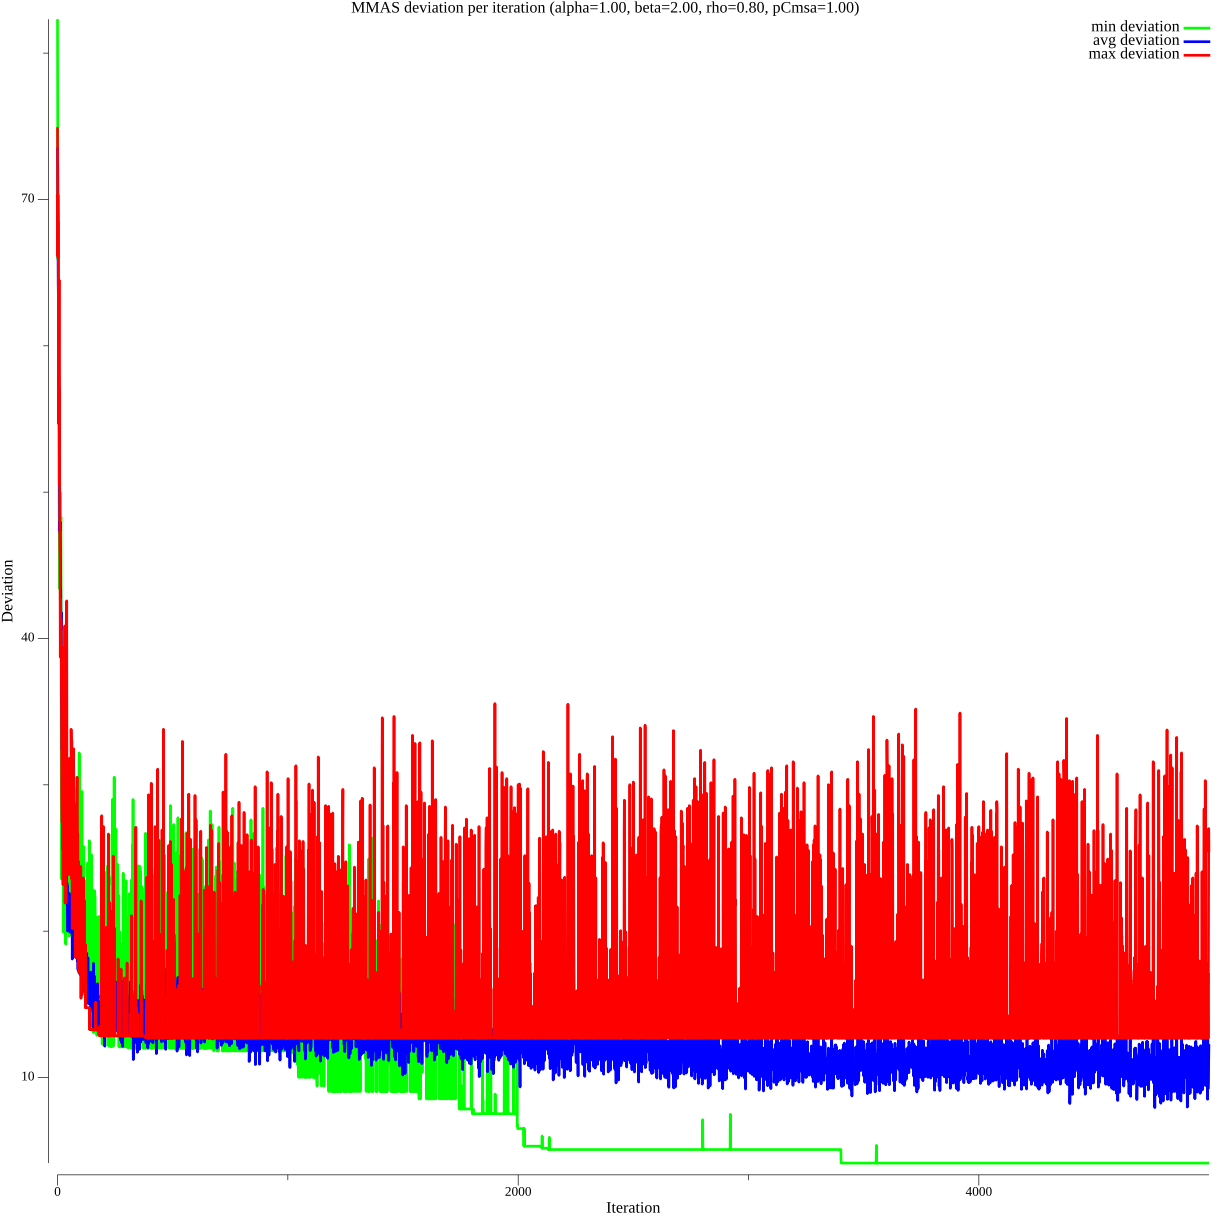 MMAS deviation per iteration (alpha=1.00, beta=2.00, rho=0.80, pCmsa=1.00)
min deviation
avg deviation
max deviation
70
40
10
Deviation
0
2000
4000
Iteration